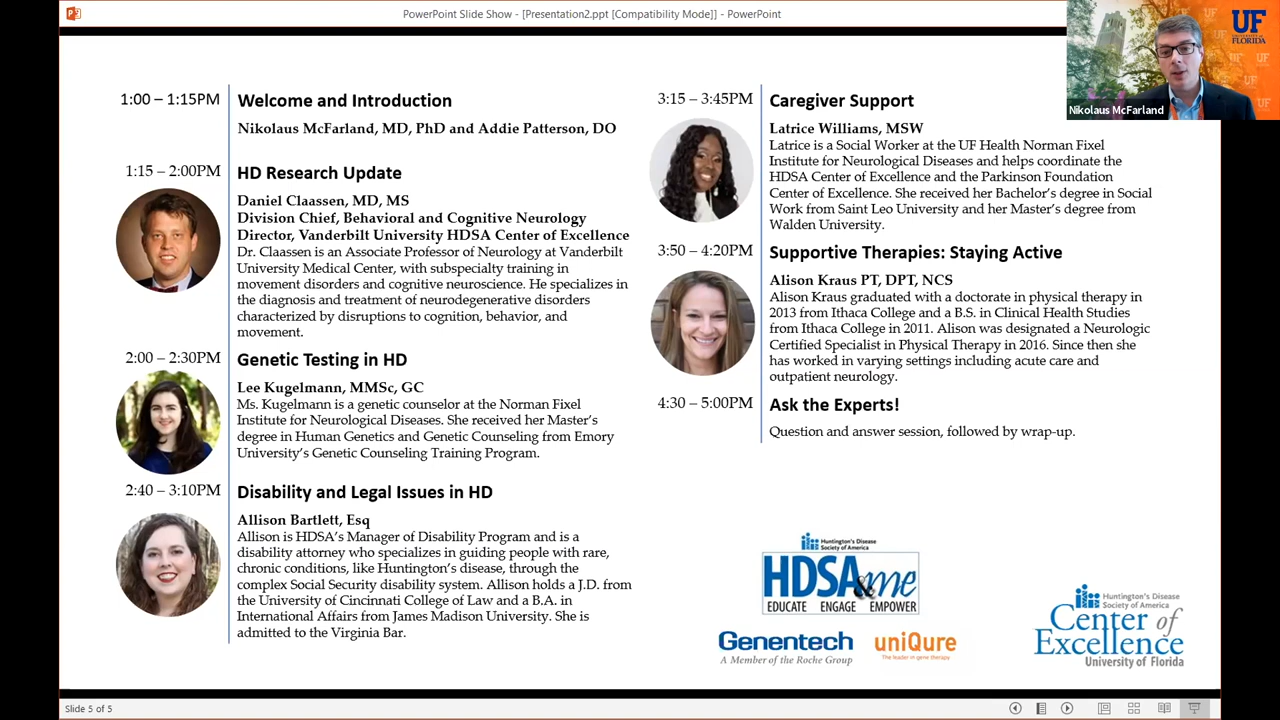 PowerPoint Slide Show - [Presentation2.ppt [Compatibility Mode]] - PowerPoint
UF
UNIVERSITY of
FLORIDA
Nikolaus McFarland
1:00 – 1:15PM
Welcome and Introduction
Nikolaus McFarland, MD, PhD and Addie Patterson, DO
1:15 – 2:00PM
HD Research Update
Daniel Claassen, MD, MS
Division Chief, Behavioral and Cognitive Neurology
Director, Vanderbilt University HDSA Center of Excellence
Dr. Claassen is an Associate Professor of Neurology at Vanderbilt
University Medical Center, with subspecialty training in
movement disorders and cognitive neuroscience. He specializes in
the diagnosis and treatment of neurodegenerative disorders
characterized by disruptions to cognition, behavior, and
movement.
2:00 – 2:30PM
Genetic Testing in HD
Lee Kugelmann, MMSc, GC
Ms. Kugelmann is a genetic counselor at the Norman Fixel
Institute for Neurological Diseases. She received her Master's
degree in Human Genetics and Genetic Counseling from Emory
University's Genetic Counseling Training Program.
2:40 – 3:10PM
Disability and Legal Issues in HD
Allison Bartlett, Esq
Allison is HDSA's Manager of Disability Program and is a
disability attorney who specializes in guiding people with rare,
chronic conditions, like Huntington's disease, through the
complex Social Security disability system. Allison holds a J.D. from
the University of Cincinnati College of Law and a B.A. in
International Affairs from James Madison University. She is
admitted to the Virginia Bar.
3:15 – 3:45PM
Caregiver Support
Latrice Williams, MSW
Latrice is a Social Worker at the UF Health Norman Fixel
Institute for Neurological Diseases and helps coordinate the
HDSA Center of Excellence and the Parkinson Foundation
Center of Excellence. She received her Bachelor's degree in Social
Work from Saint Leo University and her Master's degree from
Walden University.
3:50 – 4:20PM
Supportive Therapies: Staying Active
Alison Kraus PT, DPT, NCS
Alison Kraus graduated with a doctorate in physical therapy in
2013 from Ithaca College and a B.S. in Clinical Health Studies
from Ithaca College in 2011. Alison was designated a Neurologic
Certified Specialist in Physical Therapy in 2016. Since then she
has worked in varying settings including acute care and
outpatient neurology.
4:30 – 5:00PM
Ask the Experts!
Question and answer session, followed by wrap-up.
Huntington's Disease
Society of America
HDSA&me
EDUCATE ENGAGE EMPOWER
Genentech
A Member of the Roche Group
uniQure
The leader in gene therapy
Huntington's Disease
Society of America
Center of
Excellence
University of Florida
Slide 5 of 5